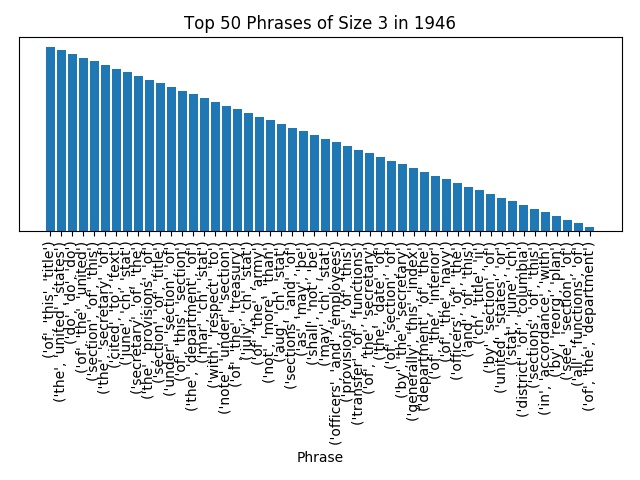 Top 50 Phrases of Size 3 in 1946
('of' 'this' 'title')
('the', 'united' 'states')
('do' 'do' 'do')
('of' 'the' 'united')
('section' 'of' 'this')
('the' 'secretary' 'of')
('cited' 'to' 'text')
('june' 'ch' 'stat')
('secretary' 'of' 'the')
('the' 'provisions' 'of')
('section' 'of' 'title')
('under' 'section' 'of')
('of' 'this' 'section')
('the' 'department' 'of')
('mar' 'ch' 'stat')
('with' 'respect' 'to')
('note' 'under' 'section')
('of' 'the' 'treasury')
('july' 'ch' 'stat')
('of' 'the' 'army')
('not' 'more' 'than')
('aug' 'ch' 'stat')
('sections' 'and' 'of')
('as' 'may' 'be')
('shall' 'not' 'be')
('may' 'ch' 'stat')
('officers' 'and' 'employees')
('provisions' 'of' 'this')
('transfer' 'of' 'functions')
('of' 'the' 'secretary')
('the' 'date' 'of')
('of' 'section' 'of')
('by' 'the' 'secretary')
('generally' 'this' 'index')
('department' 'of' 'the')
('of' 'the' 'interior')
('of' 'the' 'navy')
('officers' 'of' 'the')
('and' 'of' 'this')
('ch' 'title' 'ii')
('by' 'section' 'of')
('united' 'states' 'or')
('stat' 'june' 'ch')
('district' 'of' 'columbia')
('sections' 'of' 'this')
('in', 'accordance' 'with')
('by' 'reorg' 'plan')
('see' 'section' 'of')
('all' 'functions' 'of')
('of', 'the' 'department')
Phrase